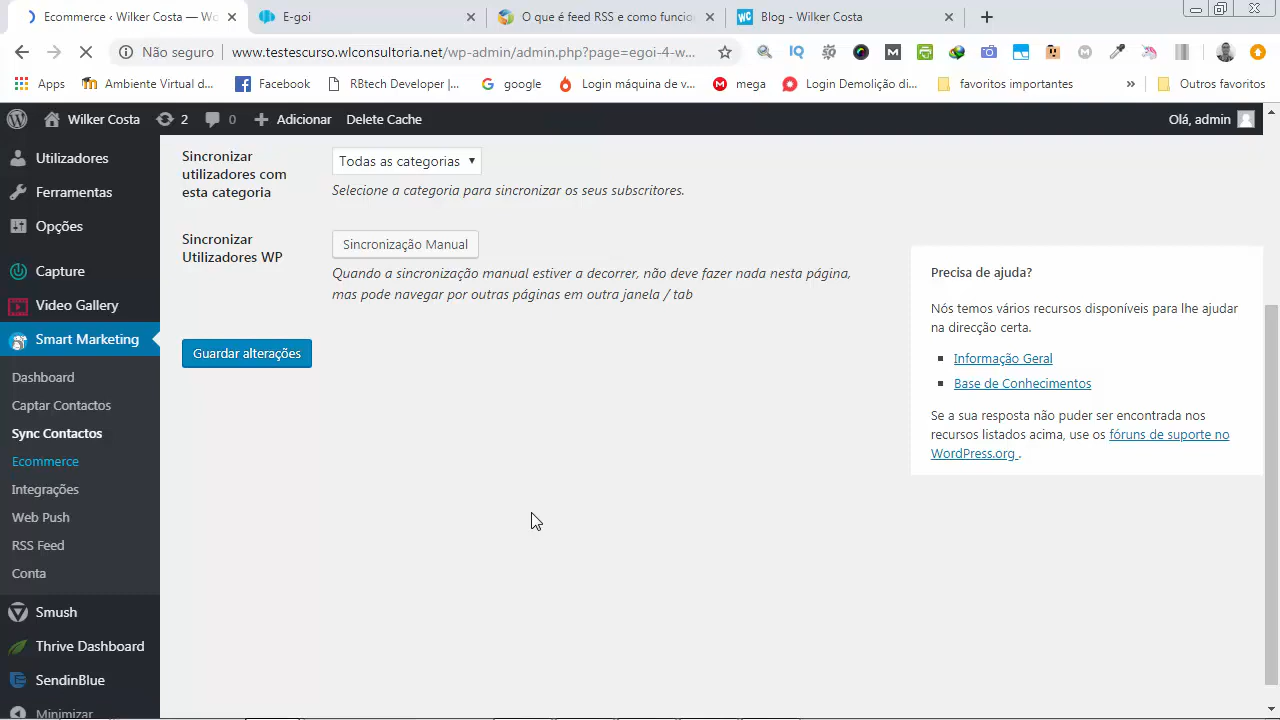 Ecommerce ‹ Wilker Costa — Wo
E-goi
O que é feed RSS e como funcio
Blog - Wilker Costa
Não seguro
www.testescurso.wlconsultoria.net/wp-admin/admin.php?page=egoi-4-w...
Apps
Ambiente Virtual d...
Facebook
RBtech Developer |...
google
Login máquina de v...
mega
Login Demolição di...
favoritos importantes
»
Outros favoritos
Wilker Costa
2
0
Adicionar
Delete Cache
Olá, admin
Utilizadores
Ferramentas
Opções
Capture
Video Gallery
Smart Marketing
Dashboard
Captar Contactos
Sync Contactos
Ecommerce
Integrações
Web Push
RSS Feed
Conta
Smush
Thrive Dashboard
SendinBlue
Minimizar
Sincronizar
utilizadores com
esta categoria
Todas as categorias
Selecione a categoria para sincronizar os seus subscritores.
Sincronizar
Utilizadores WP
Sincronização Manual
Quando a sincronização manual estiver a decorrer, não deve fazer nada nesta página,
mas pode navegar por outras páginas em outra janela / tab
Guardar alterações
Precisa de ajuda?
Nós temos vários recursos disponíveis para lhe ajudar
na direcção certa.
Informação Geral
Base de Conhecimentos
Se a sua resposta não puder ser encontrada nos
recursos listados acima, use os fóruns de suporte no
WordPress.org .